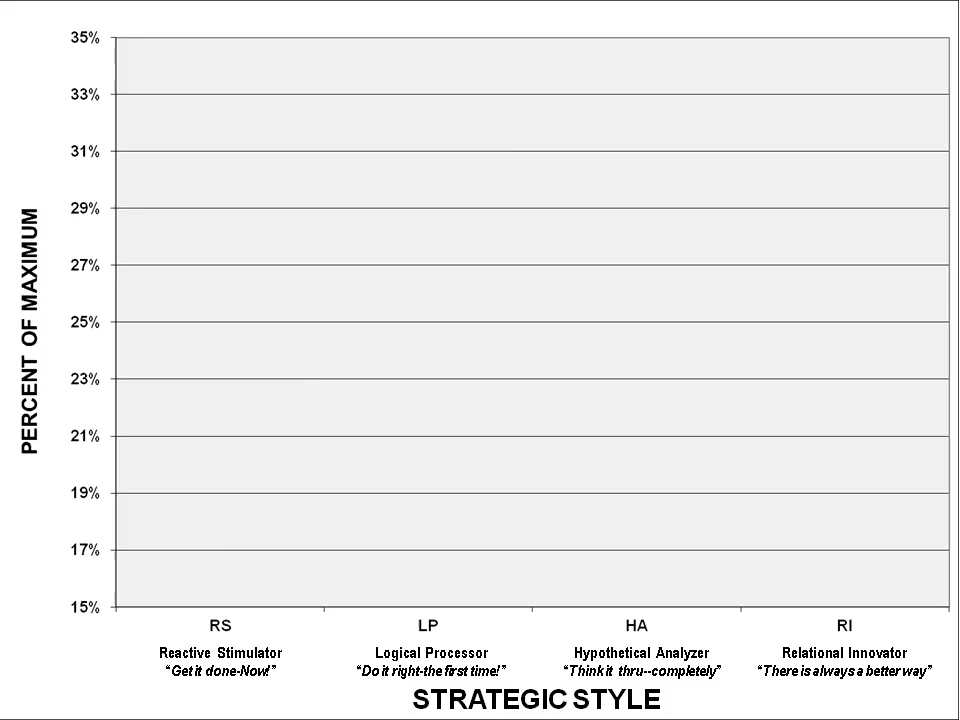 35%
33%
31%
29%
27%
25%
23%
21%
19%
17%
15%
PERCENT OF MAXIMUM
RS LP HA RI
Reactive Stimulator Logical Processor Hypothetical Analyzer Relational Innovator
“Get it done-Now!” “Do it right-the first time!” “Think it thru--completely” “There is always a better way”
STRATEGIC STYLE